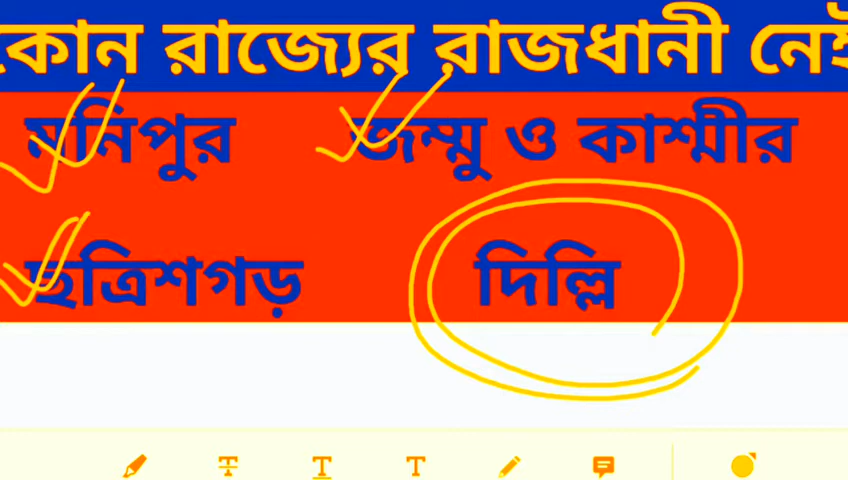 কোন রাজ্যের রাজধানী নেই
মনিপুর জম্মু ও কাশ্মীর
ছত্রিশগড় দিল্লি